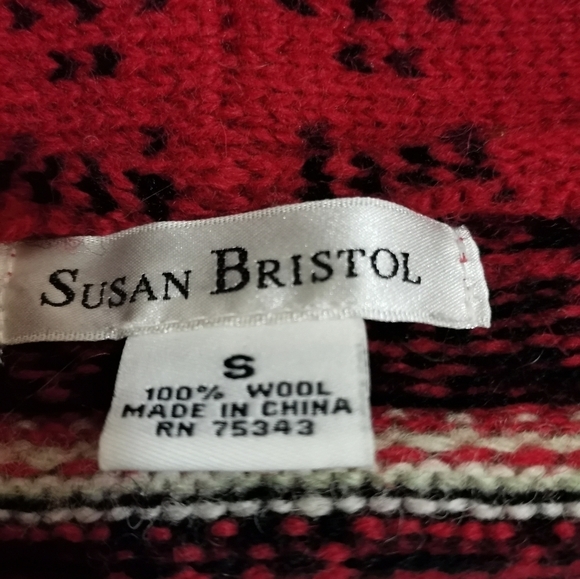 SUSAN BRISTOL
S
100% WOOL
MADE IN CHINA
RN 75343